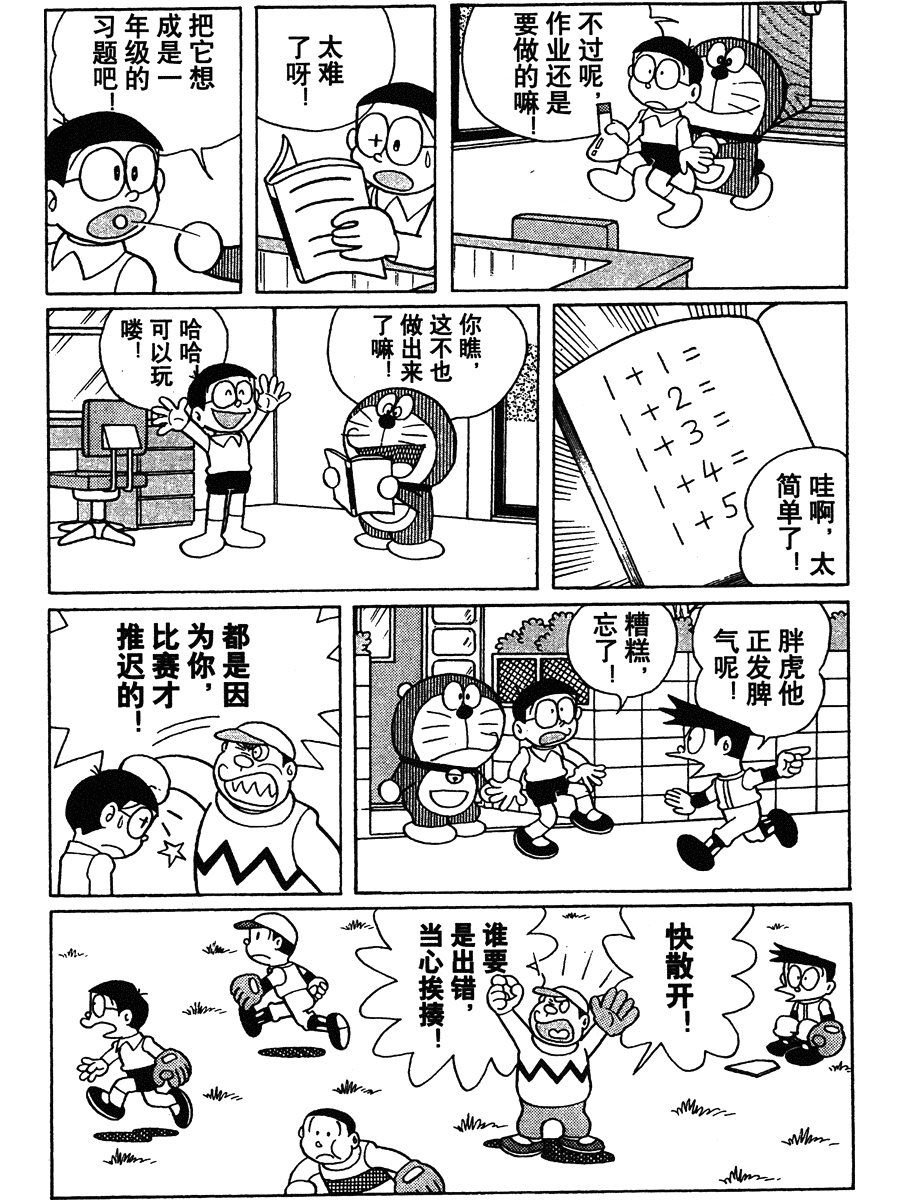 不过呢，
作业还是
要做的嘛！
太难
了呀！
把它想
成是一
年级的
习题吧！
1+1=
1+2=
1+3=
1+4=
1+5
哇啊，太
简单了！
你瞧，
这不也
做出来
了嘛！
哈哈！
可以玩
喽！
胖虎他
正发脾
气呢！
糟糕，
忘了！
都是因
为你，
比赛才
推迟的！
快散开！
谁要
是出错，
当心挨揍！